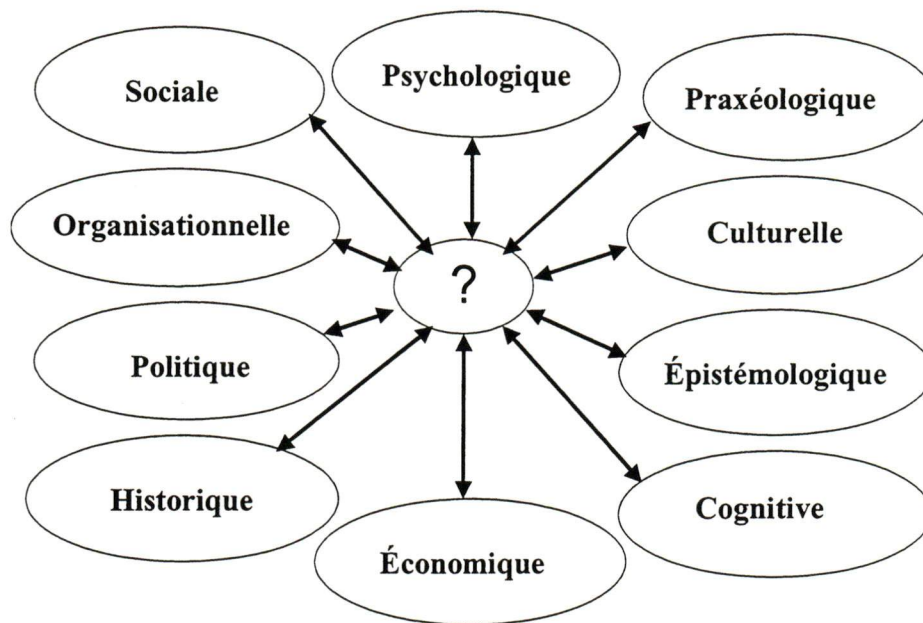 Sociale
Psychologique
Praxéologique
Organisationnelle
Culturelle
?
Politique
Épistémologique
Historique
Cognitive
Économique